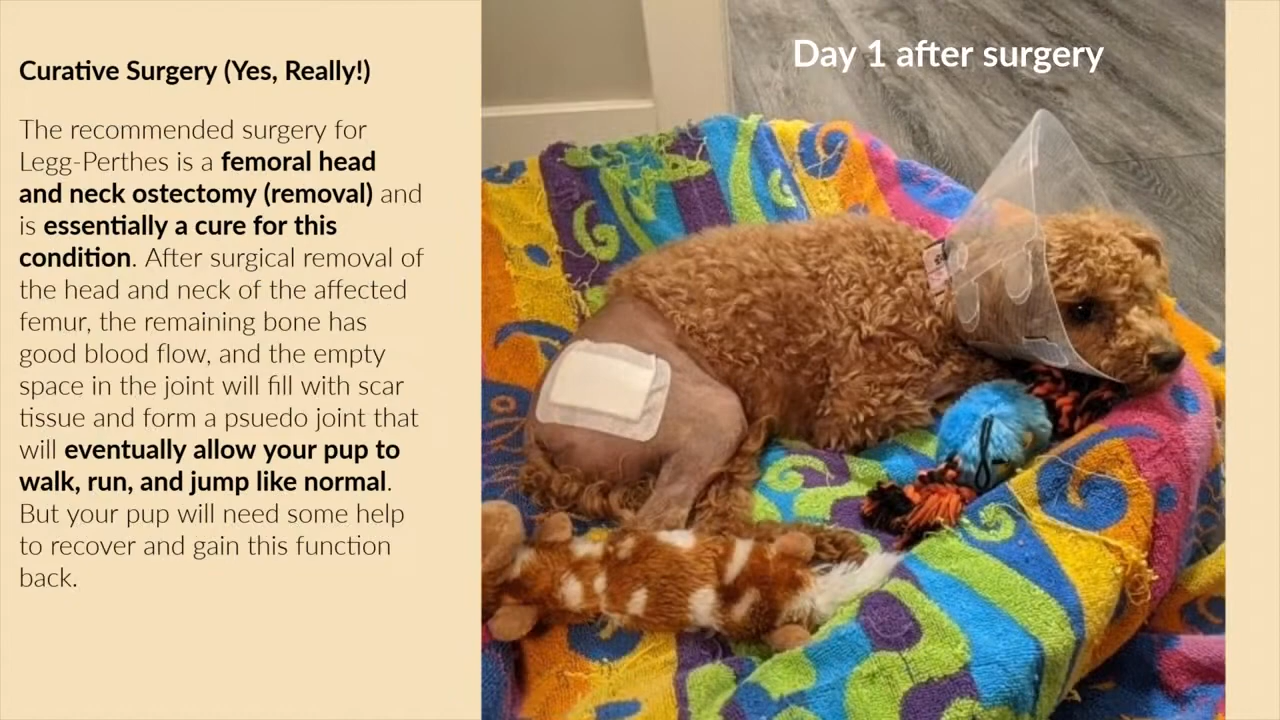 Curative Surgery (Yes, Really!)
The recommended surgery for
Legg-Perthes is a femoral head
and neck ostectomy (removal) and
is essentially a cure for this
condition. After surgical removal of
the head and neck of the affected
femur, the remaining bone has
good blood flow, and the empty
space in the joint will fill with scar
tissue and form a psuedo joint that
will eventually allow your pup to
walk, run, and jump like normal.
But your pup will need some help
to recover and gain this function
back.
Day 1 after surgery